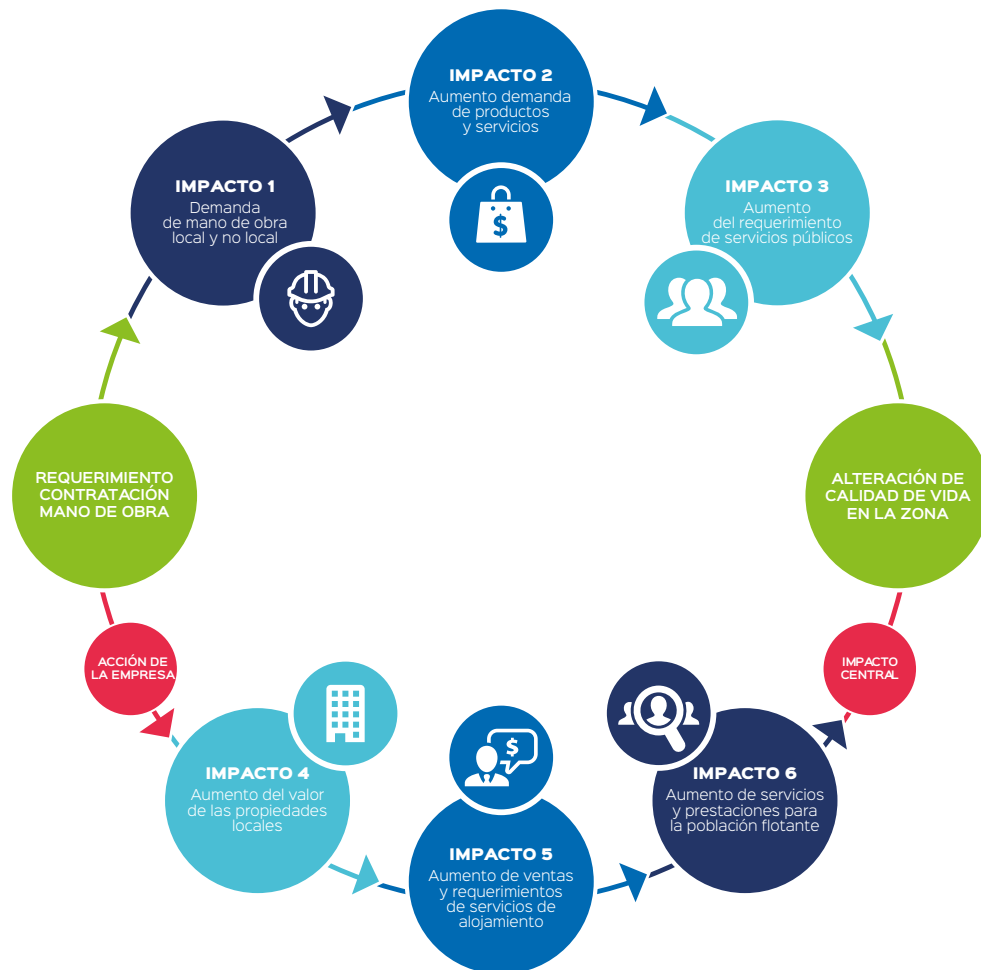 IMPACTO 2
Aumento demanda
de productos
y servicios
$
IMPACTO 1
Demanda
de mano de obra
local y no local
IMPACTO 3
Aumento
del requerimiento
de servicios públicos
REQUERIMIENTO
CONTRATACIÓN
MANO DE OBRA
ALTERACIÓN DE
CALIDAD DE VIDA
EN LA ZONA
ACCIÓN DE
LA EMPRESA
IMPACTO
CENTRAL
IMPACTO 4
Aumento del valor
de las propiedades
locales
$
IMPACTO 5
Aumento de ventas
y requerimientos
de servicios de
alojamiento
IMPACTO 6
Aumento de servicios
y prestaciones para
la población flotante